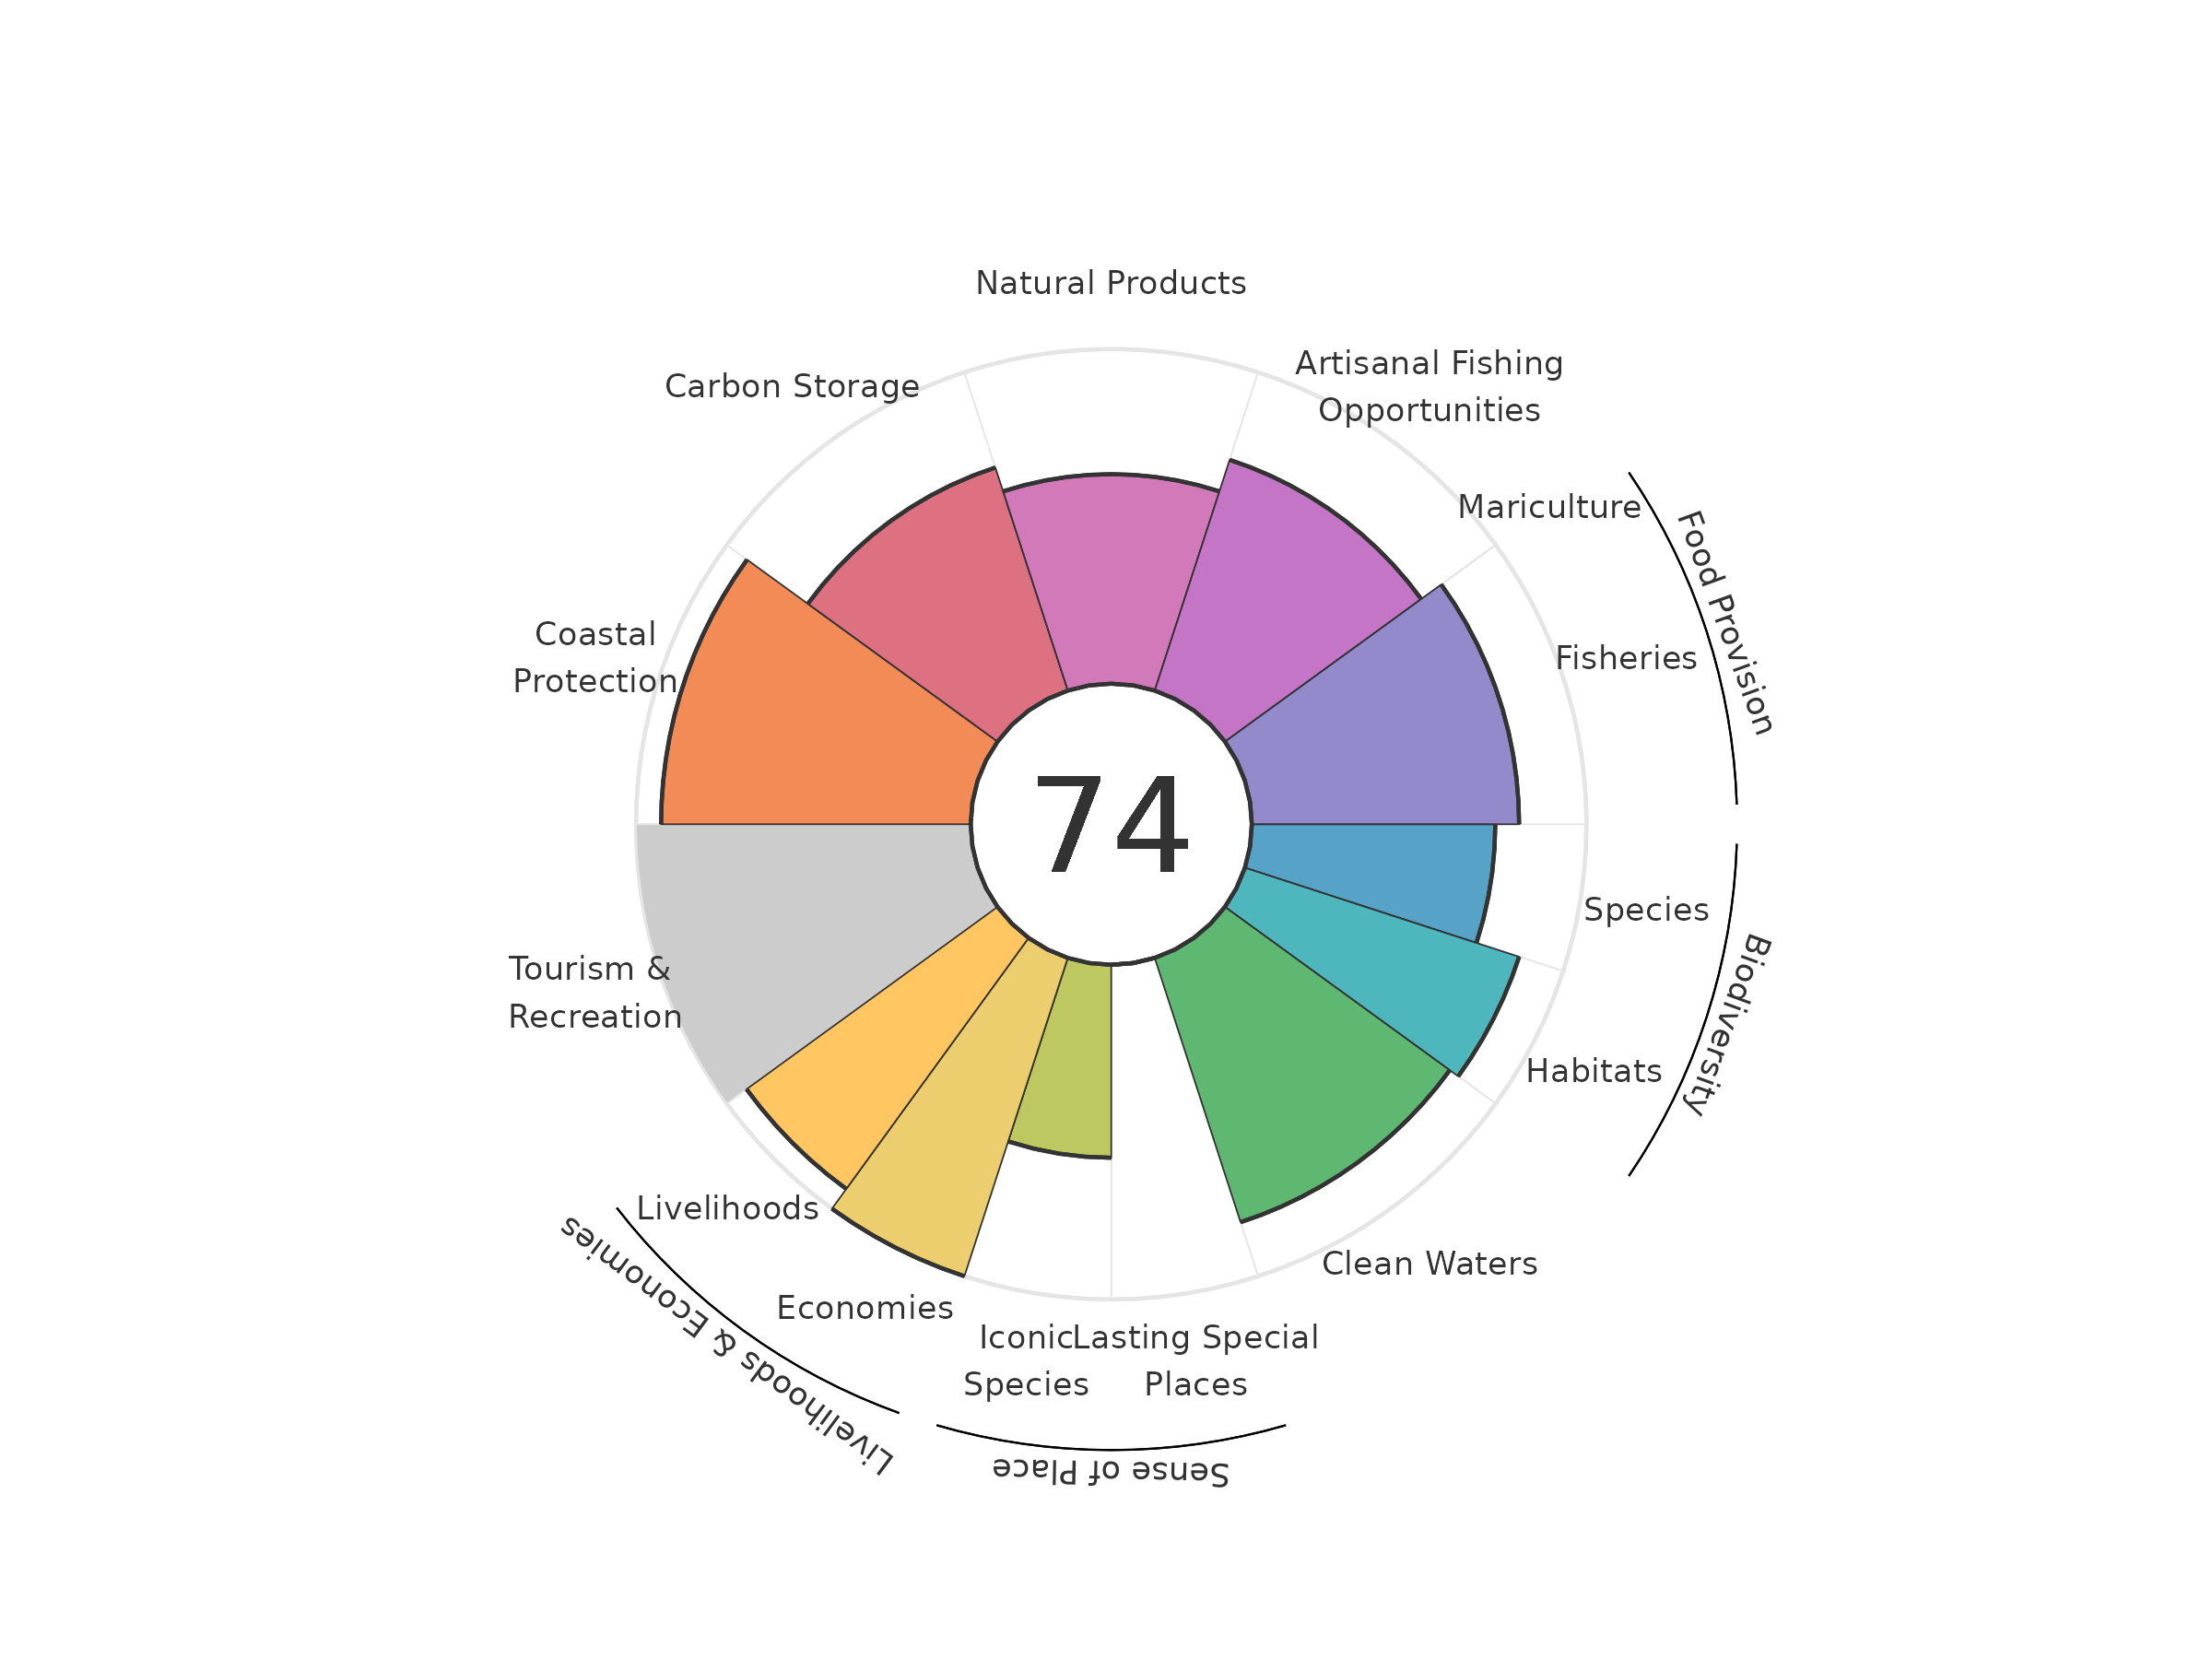 Natural Products
Artisanal Fishing
Opportunities
Carbon Storage
Mariculture
Food Provision
Fisheries
Coastal
Protection
74
Species
Biodiversity
Tourism &
Recreation
Habitats
Livelihoods
Livelihoods & Economies
Clean Waters
Economies
Iconic
Species
Lasting Special
Places
Sense of Place